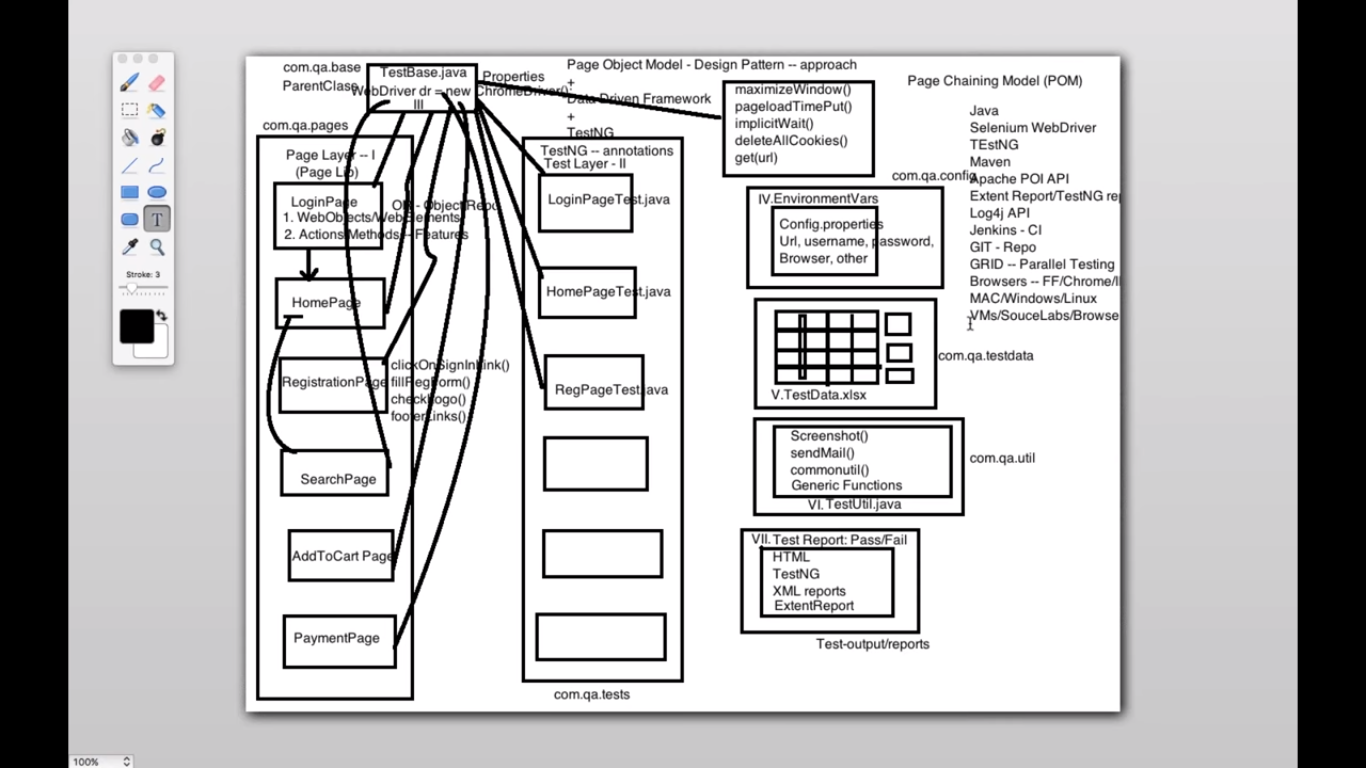 com.qa.base
ParentClass
TestBase.java
WebDriver dr = new ChromeDriver();
III
Properties
Page Object Model - Design Pattern -- approach
+
Data Driven Framework
+
TestNG
maximizeWindow()
pageloadTimePut()
implicitWait()
deleteAllCookies()
get(url)
Page Chaining Model (POM)
Java
Selenium WebDriver
TEstNG
Maven
Apache POI API
Extent Report/TestNG
Log4j API
Jenkins - CI
GIT - Repo
GRID -- Parallel Testing
Browsers -- FF/Chrome/
MAC/Windows/Linux
VMs/SouceLabs/Browse
com.qa.pages
Page Layer -- I
(Page Lib)
LoginPage
OR - Object Repo
1. WebObjects/WebElements
2. Actions/Methods -- Features
HomePage
RegistrationPage
clickOnSignInLink()
fillRegiForm()
checkLogo()
footerLinks()
SearchPage
AddToCart Page
PaymentPage
TestNG -- annotations
Test Layer - II
LoginPageTest.java
HomePageTest.java
RegPageTest.java
com.qa.tests
com.qa.config
IV.EnvironmentVars
Config.properties
Url, username, password,
Browser, other
com.qa.testdata
V.TestData.xlsx
Screenshot()
sendMail()
commonutil()
Generic Functions
VI.TestUtil.java
com.qa.util
VII.Test Report: Pass/Fail
HTML
TestNG
XML reports
ExtentReport
Test-output/reports
T
Stroke: 3
100%